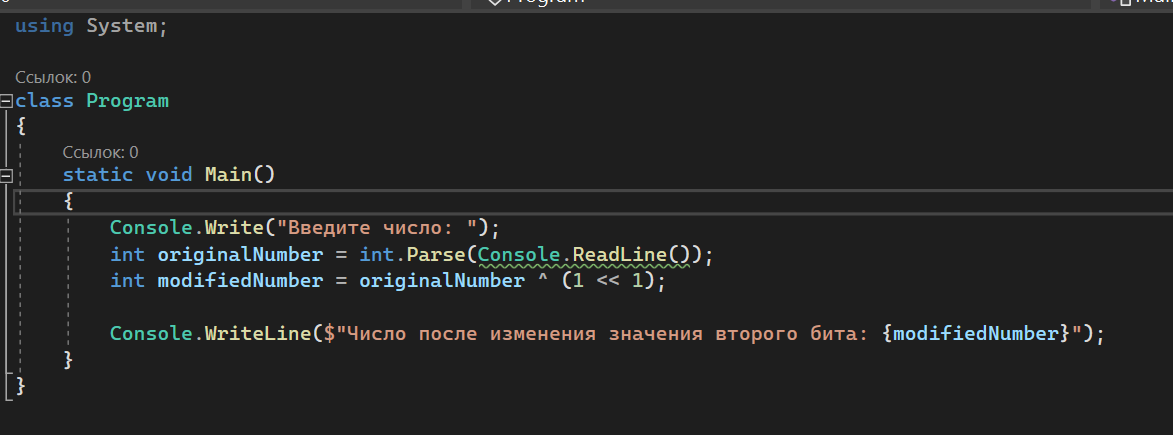 using System;
Ссылок: 0
class Program
{
Ссылок: 0
static void Main()
{
Console.Write("Введите число: ");
int originalNumber = int.Parse(Console.ReadLine());
int modifiedNumber = originalNumber ^ (1 << 1);
Console.WriteLine($"Число после изменения значения второго бита: {modifiedNumber}");
}
}